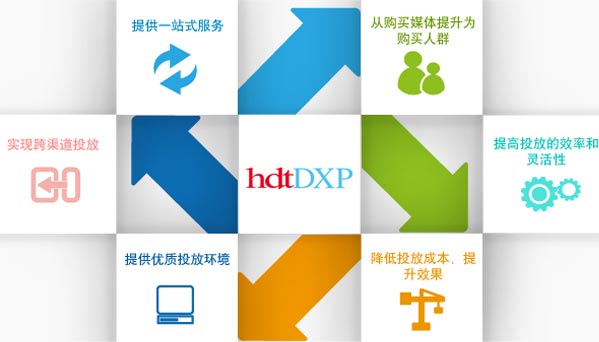 提供一站式服务
从购买媒体提升为
购买人群
实现跨渠道投放
hdtDXP
提高投放的效率和
灵活性
提供优质投放环境
降低投放成本，提
升效果